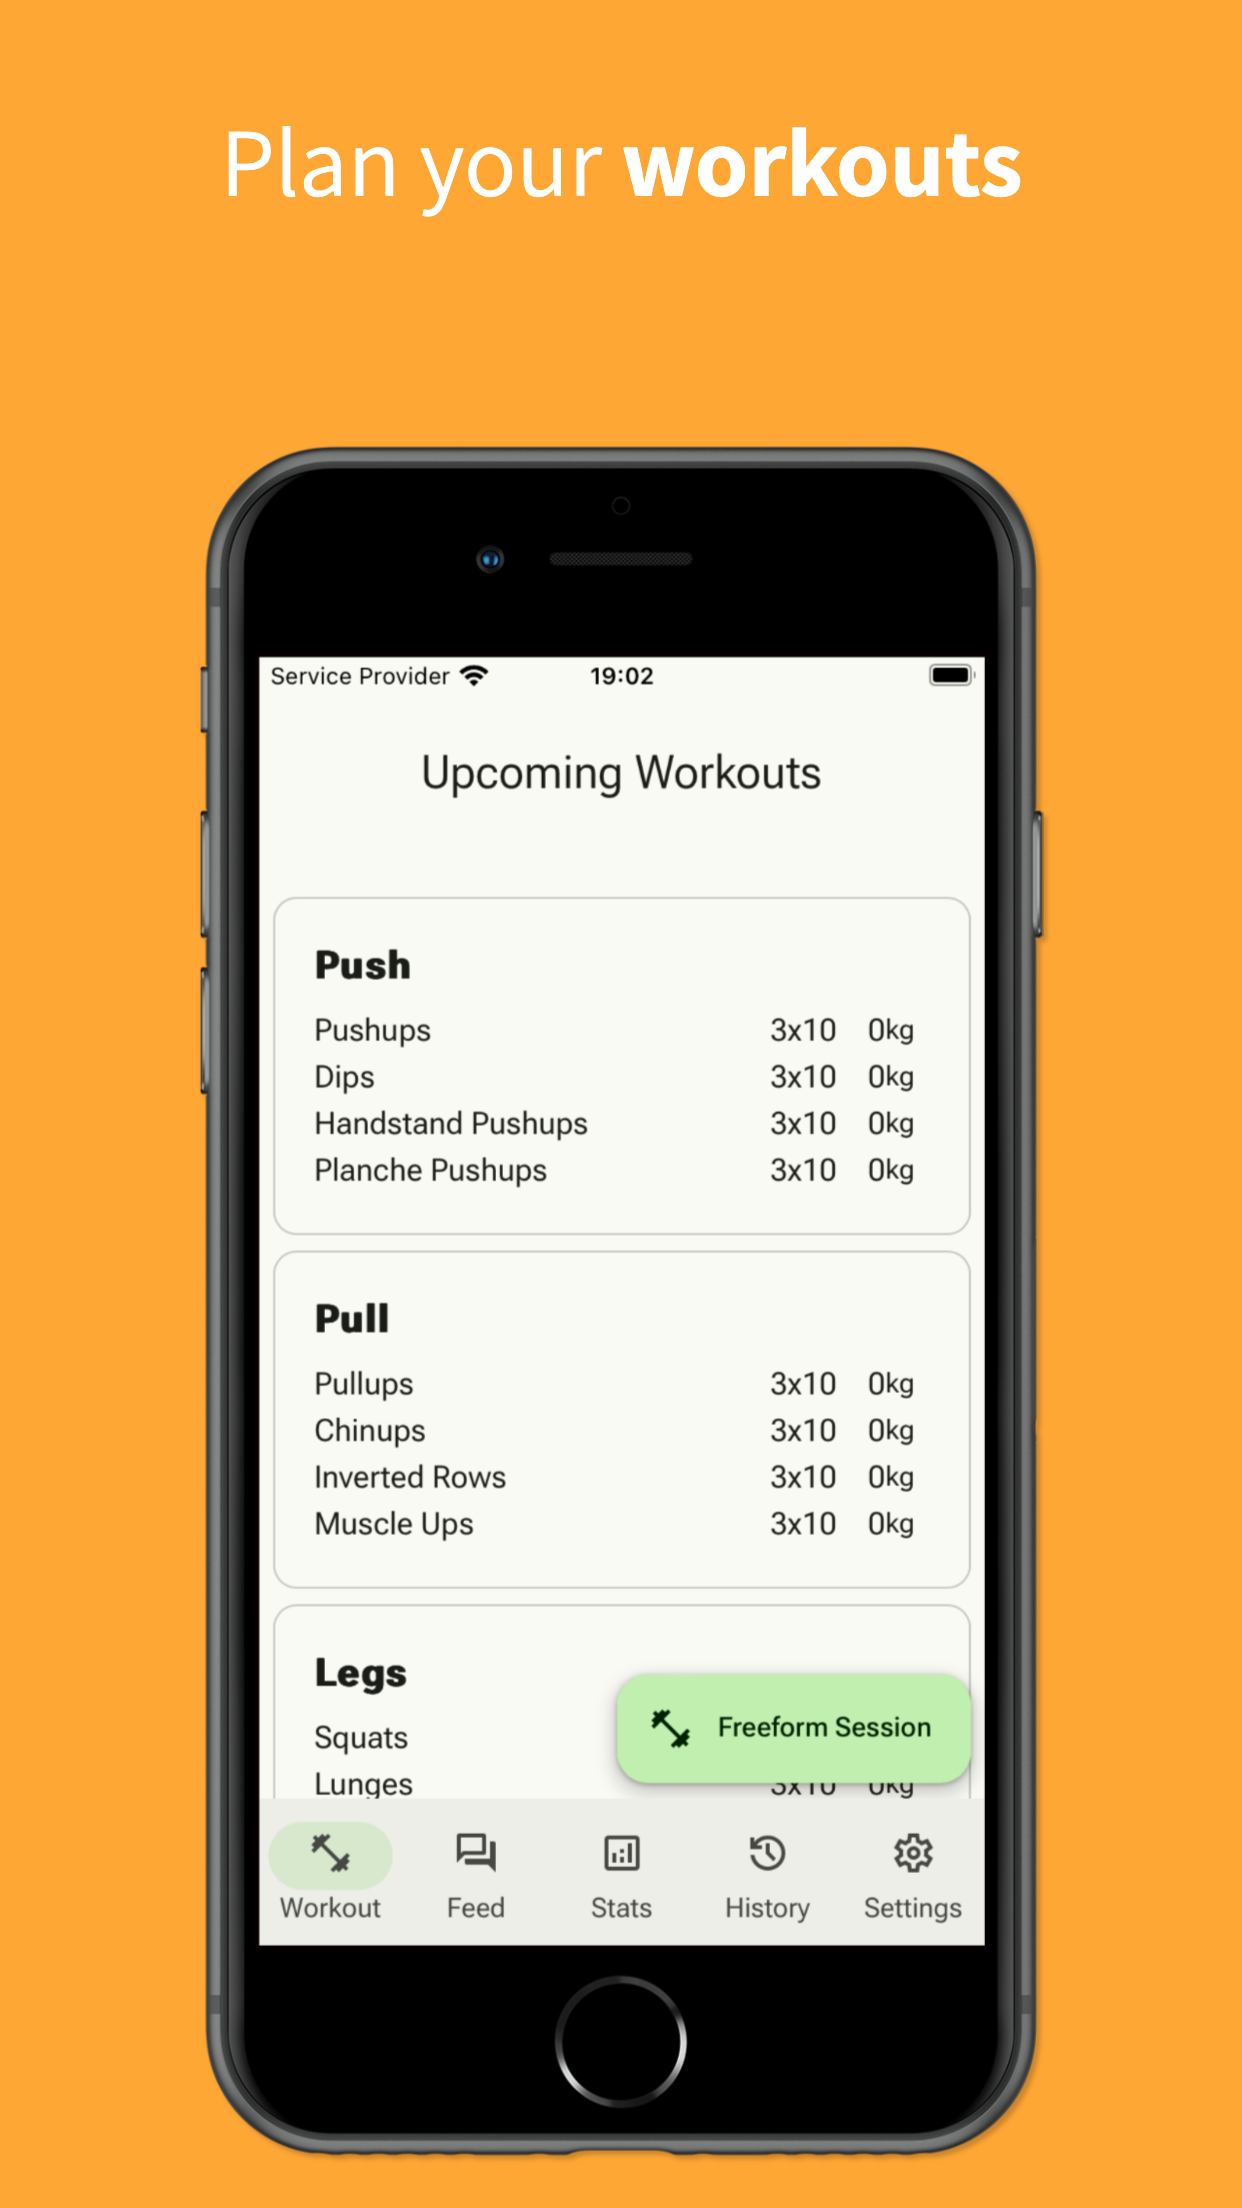 Plan your workouts
Service Provider 19:02
Upcoming Workouts
Push
Pushups 3x10 0kg
Dips 3x10 0kg
Handstand Pushups 3x10 0kg
Planche Pushups 3x10 0kg
Pull
Pullups 3x10 0kg
Chinups 3x10 0kg
Inverted Rows 3x10 0kg
Muscle Ups 3x10 0kg
Legs
Squats
Freeform Session
Lunges 3x10 0kg
Workout Feed Stats History Settings